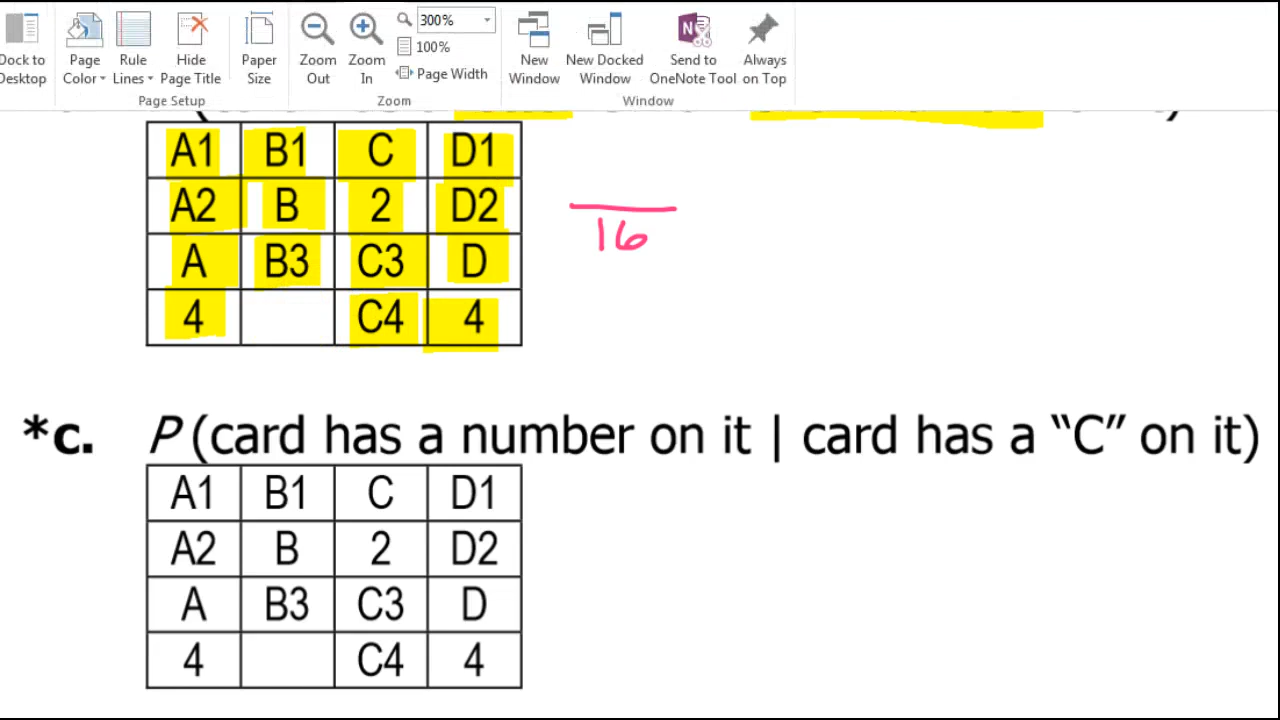 Dock to Desktop
Page Color
Rule Lines
Hide Page Title
Paper Size
Page Setup
Zoom Out
Zoom In
300%
100%
Page Width
Zoom
New Window
New Docked Window
Send to OneNote Tool
Always on Top
Window
A1 B1 C D1
A2 B 2 D2
A B3 C3 D
4 C4 4
16
*c. P (card has a number on it | card has a “C” on it)
A1 B1 C D1
A2 B 2 D2
A B3 C3 D
4 C4 4